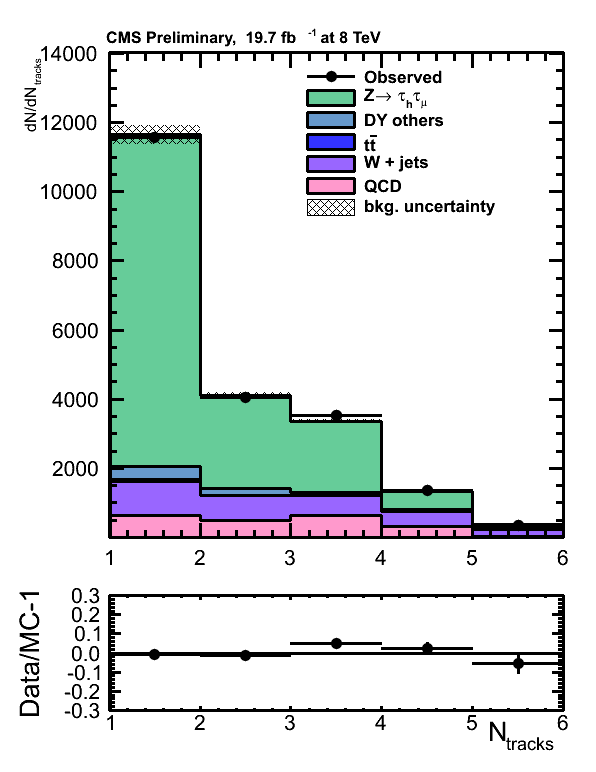 CMS Preliminary, 19.7 fb⁻¹ at 8 TeV
dN/dN_tracks
14000
12000
10000
8000
6000
4000
2000
Observed
Z→ τ_h τ_μ
DY others
tt̄
W + jets
QCD
bkg. uncertainty
1 2 3 4 5 6
Data/MC-1
0.3
0.2
0.1
0.0
-0.1
-0.2
-0.3
1 2 3 4 5 6
N_tracks